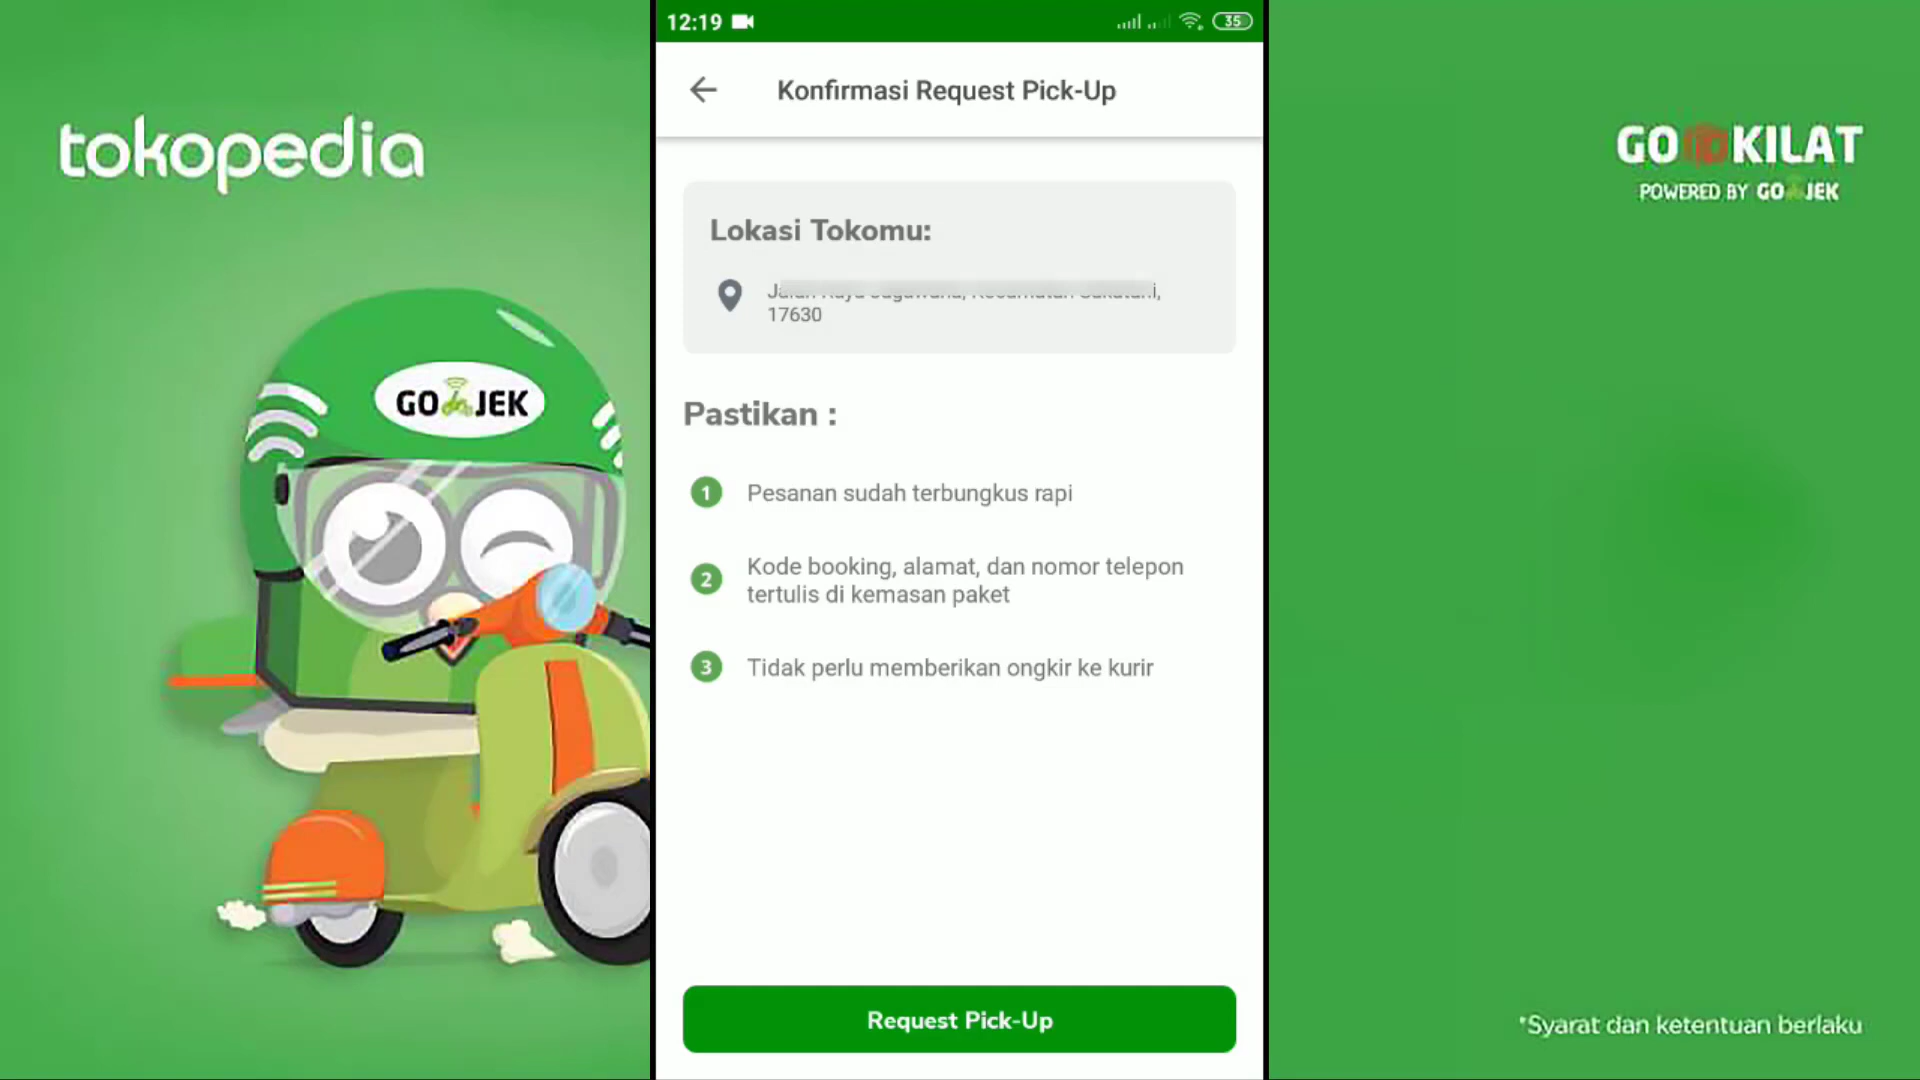 tokopedia
GO KILAT
POWERED BY GO JEK
GO JEK
12:19
35
Konfirmasi Request Pick-Up
Lokasi Tokomu:
17630
Pastikan :
1 Pesanan sudah terbungkus rapi
2 Kode booking, alamat, dan nomor telepon
tertulis di kemasan paket
3 Tidak perlu memberikan ongkir ke kurir
Request Pick-Up
*Syarat dan ketentuan berlaku